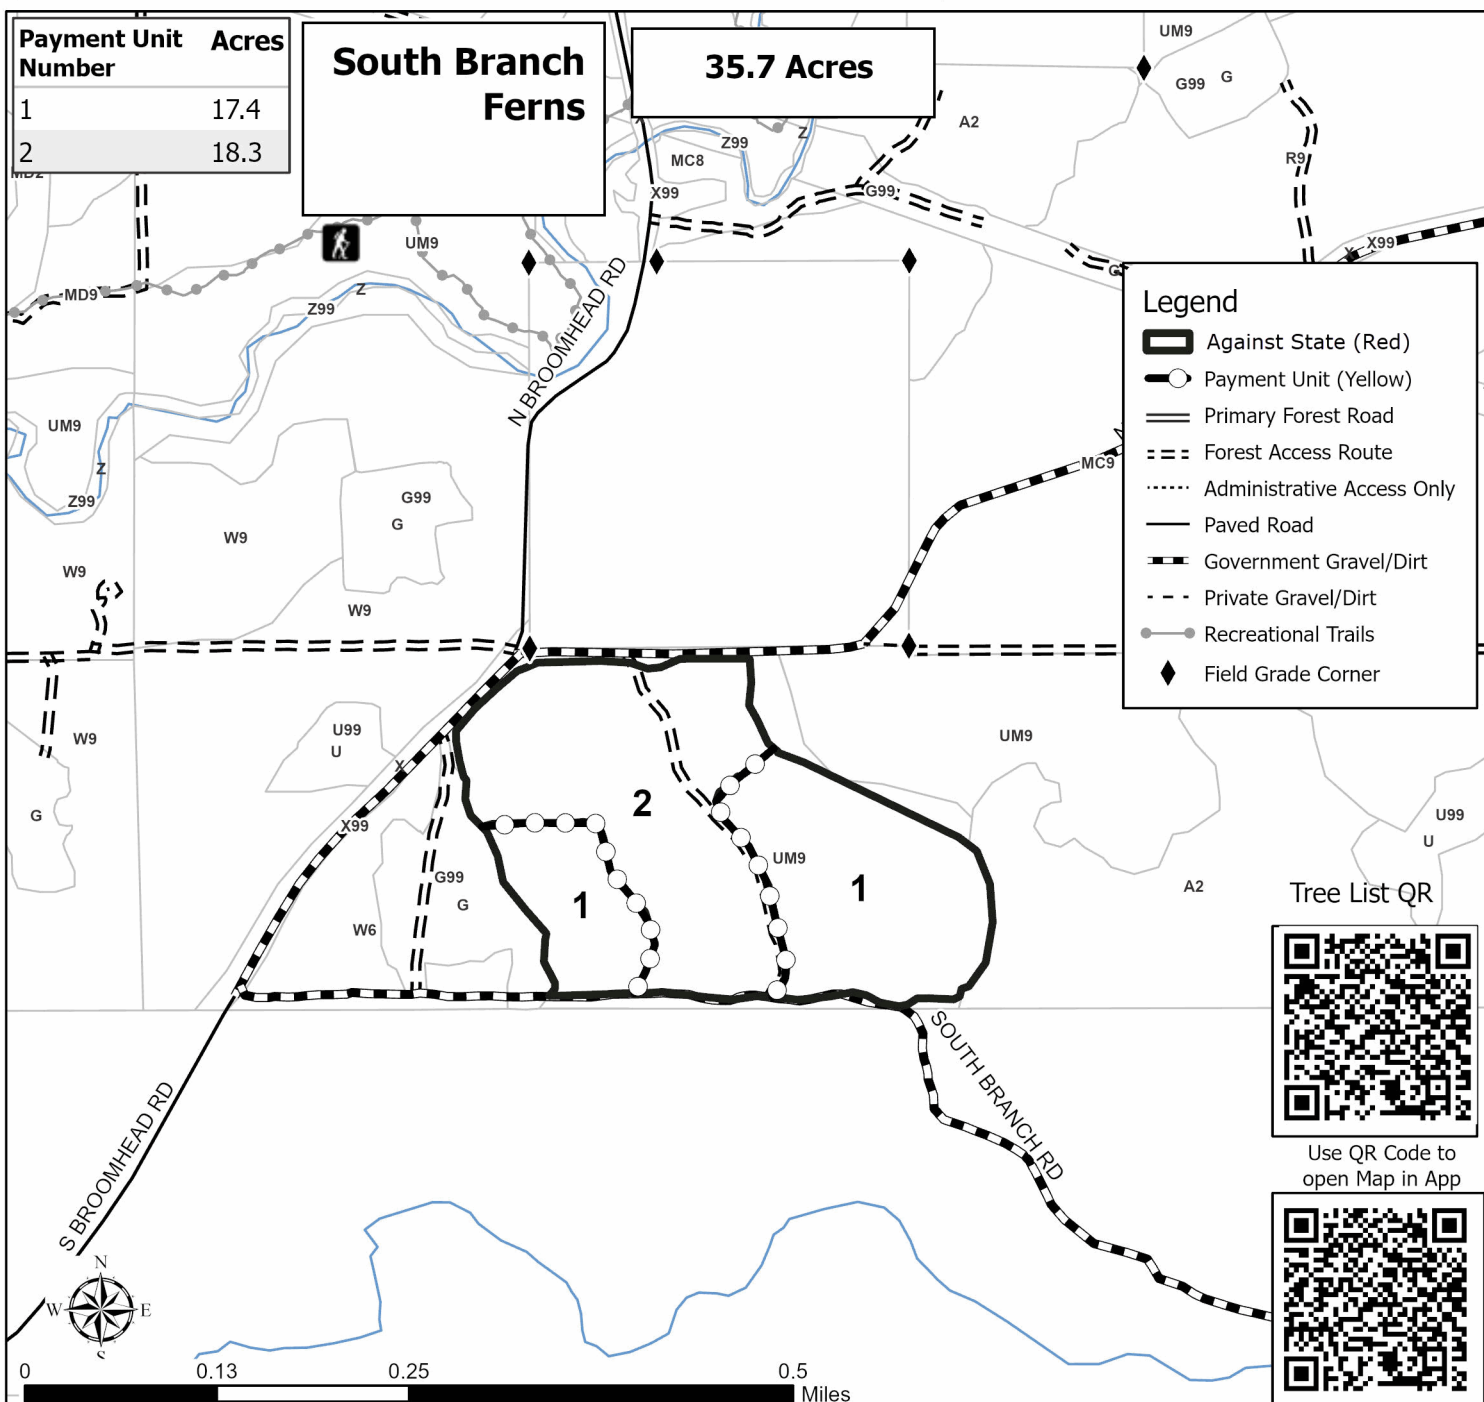 Payment Unit Number Acres
1 17.4
2 18.3
South Branch
Ferns
35.7 Acres
UM9
G99 G
A2
Z
Z99
MC8
R9
X99
G99
UM9
X X99
Z
MD9
Z99
N BROOMHEAD RD
Legend
Against State (Red)
Payment Unit (Yellow)
Primary Forest Road
Forest Access Route
Administrative Access Only
Paved Road
Government Gravel/Dirt
Private Gravel/Dirt
Recreational Trails
Field Grade Corner
UM9
MC9
Z
Z99
G99
G
W9
W9
W9
U99
U
W9
X
UM9
2
G
X99
UM9
U99
U
G99
G
1
1
A2
W6
Tree List QR
SOUTH BRANCH RD
S BROOMHEAD RD
Use QR Code to
open Map in App
N
W E
S
0 0.13 0.25 0.5
Miles